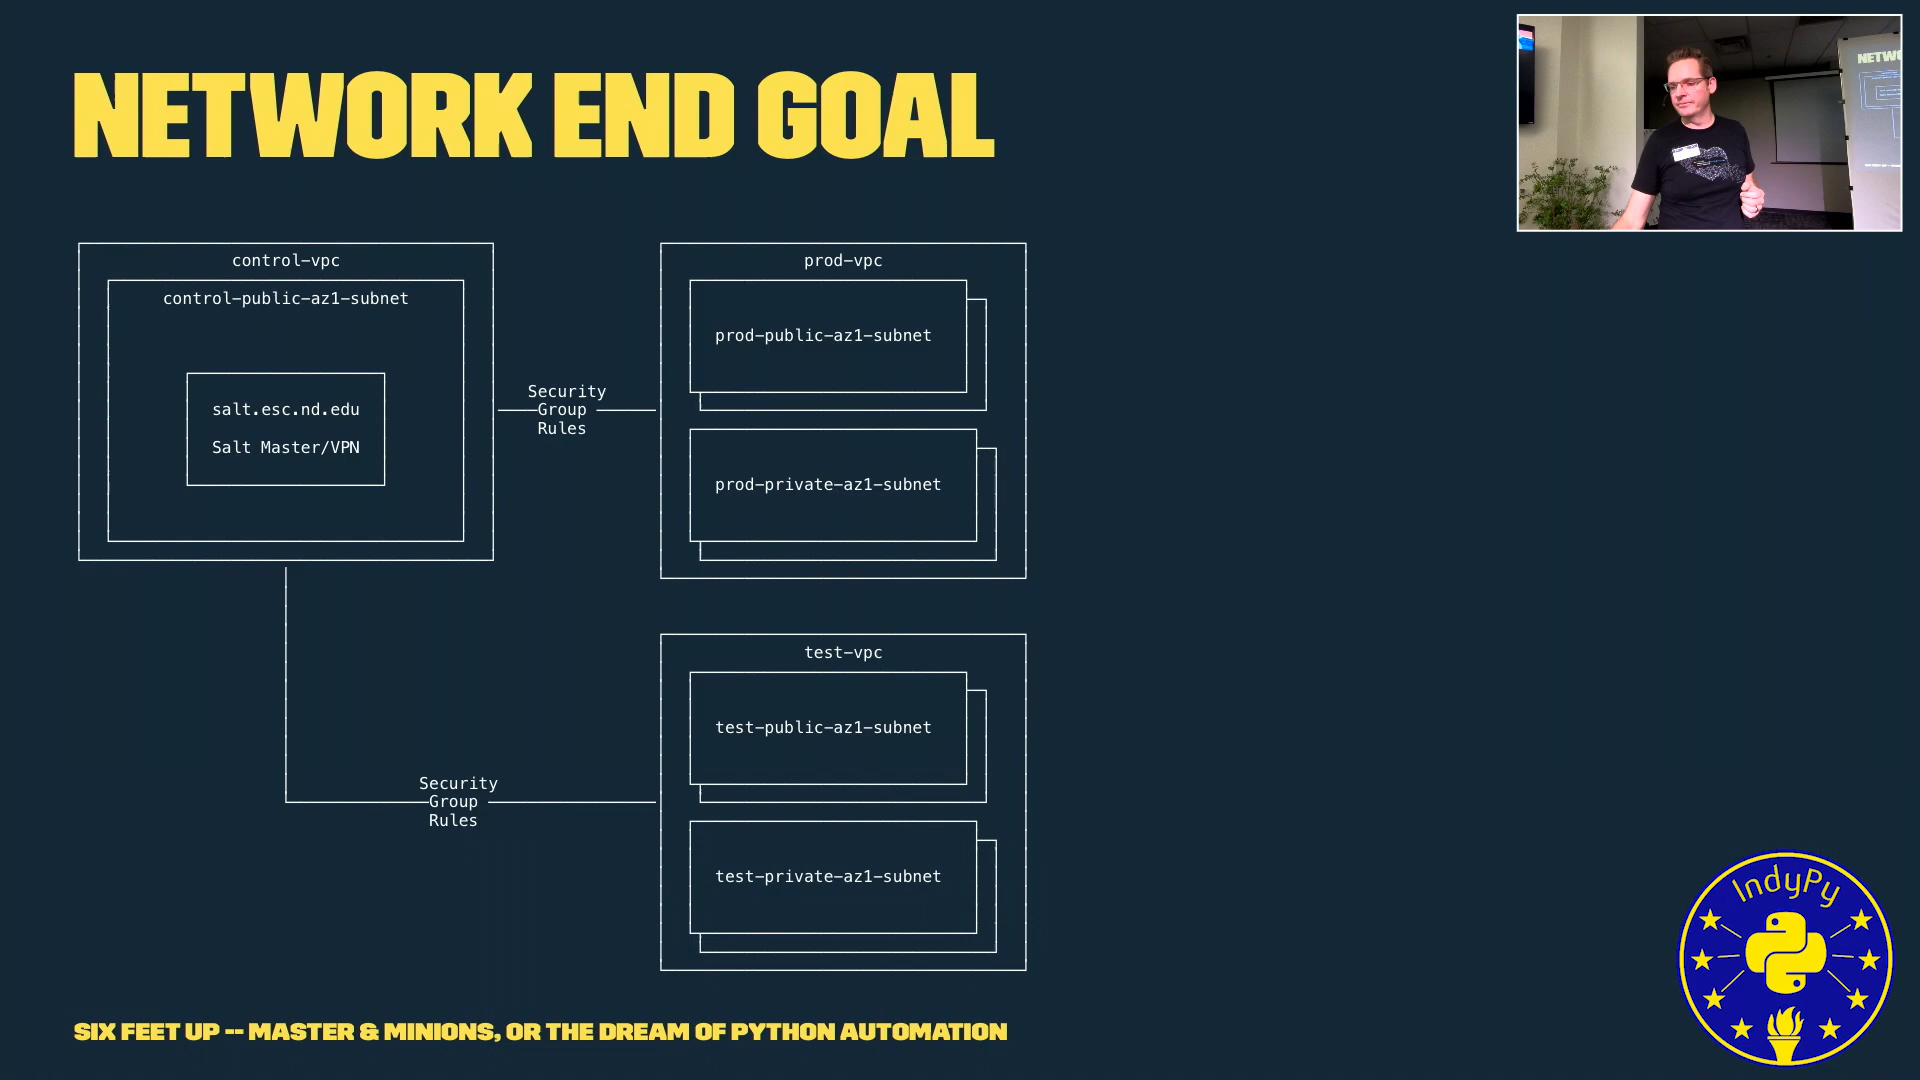 NETWORK END GOAL
NETWO
control-vpc
control-public-az1-subnet
salt.esc.nd.edu
Salt Master/VPN
Security
Group
Rules
prod-vpc
prod-public-az1-subnet
prod-private-az1-subnet
Security
Group
Rules
test-vpc
test-public-az1-subnet
test-private-az1-subnet
IndyPy
SIX FEET UP -- MASTER & MINIONS, OR THE DREAM OF PYTHON AUTOMATION